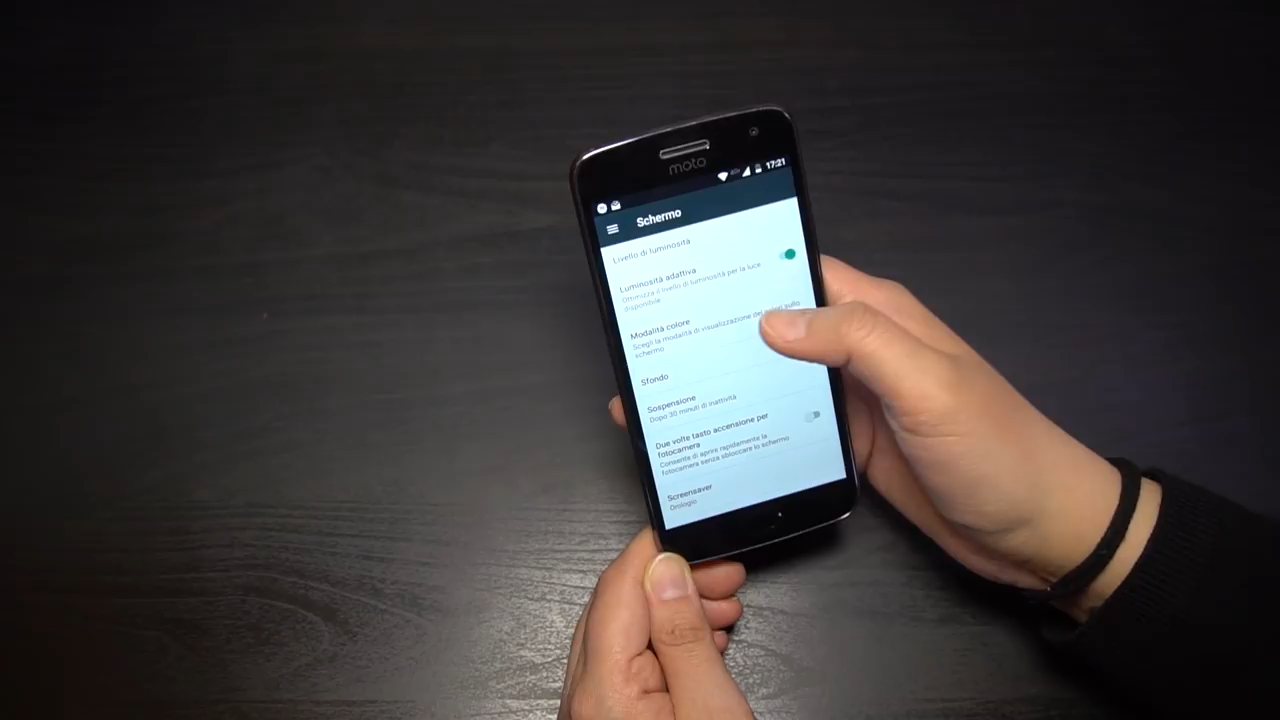 moto
17:21
Schermo
Livello di luminosità
Luminosità adattiva
Ottimizza il livello di luminosità per la luce
disponibile
Modalità colore
Scegli la modalità di visualizzazione dei colori sullo
schermo
Sfondo
Sospensione
Dopo 30 minuti di inattività
Due volte tasto accensione per
fotocamera
Consente di aprire rapidamente la
fotocamera senza sbloccare lo schermo
Screensaver
Orologio